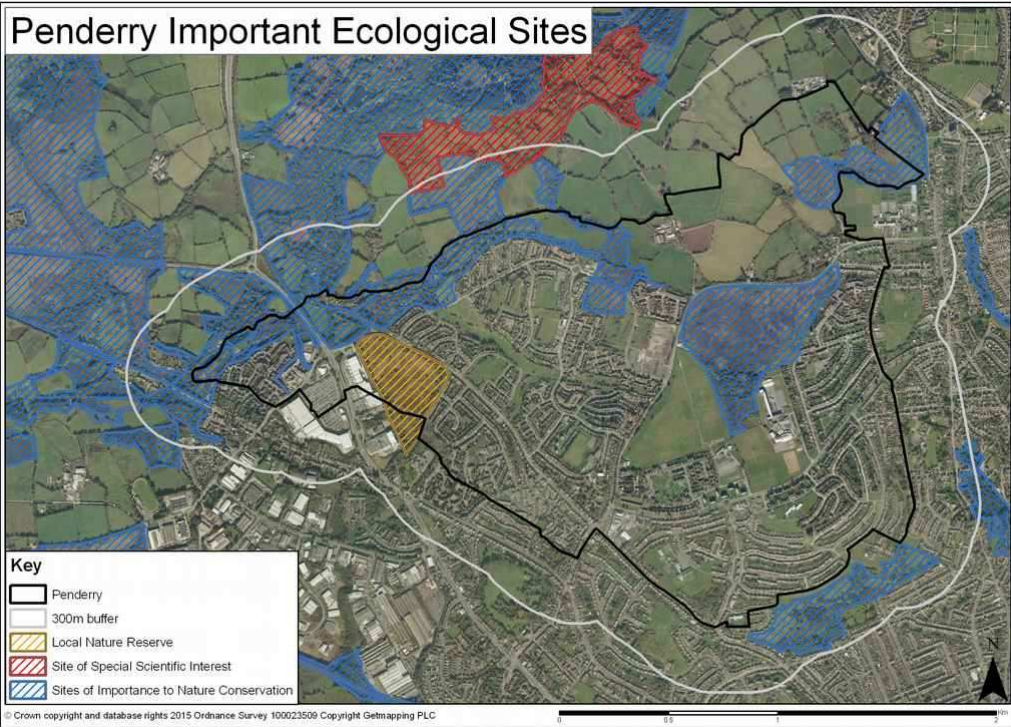 Penderry Important Ecological Sites
Key
Penderry
300m buffer
Local Nature Reserve
Site of Special Scientific Interest
Sites of Importance to Nature Conservation
N
© Crown copyright and database rights 2015 Ordnance Survey 100023509 Copyright Getmapping PLC
0 0.5 1 2
Km